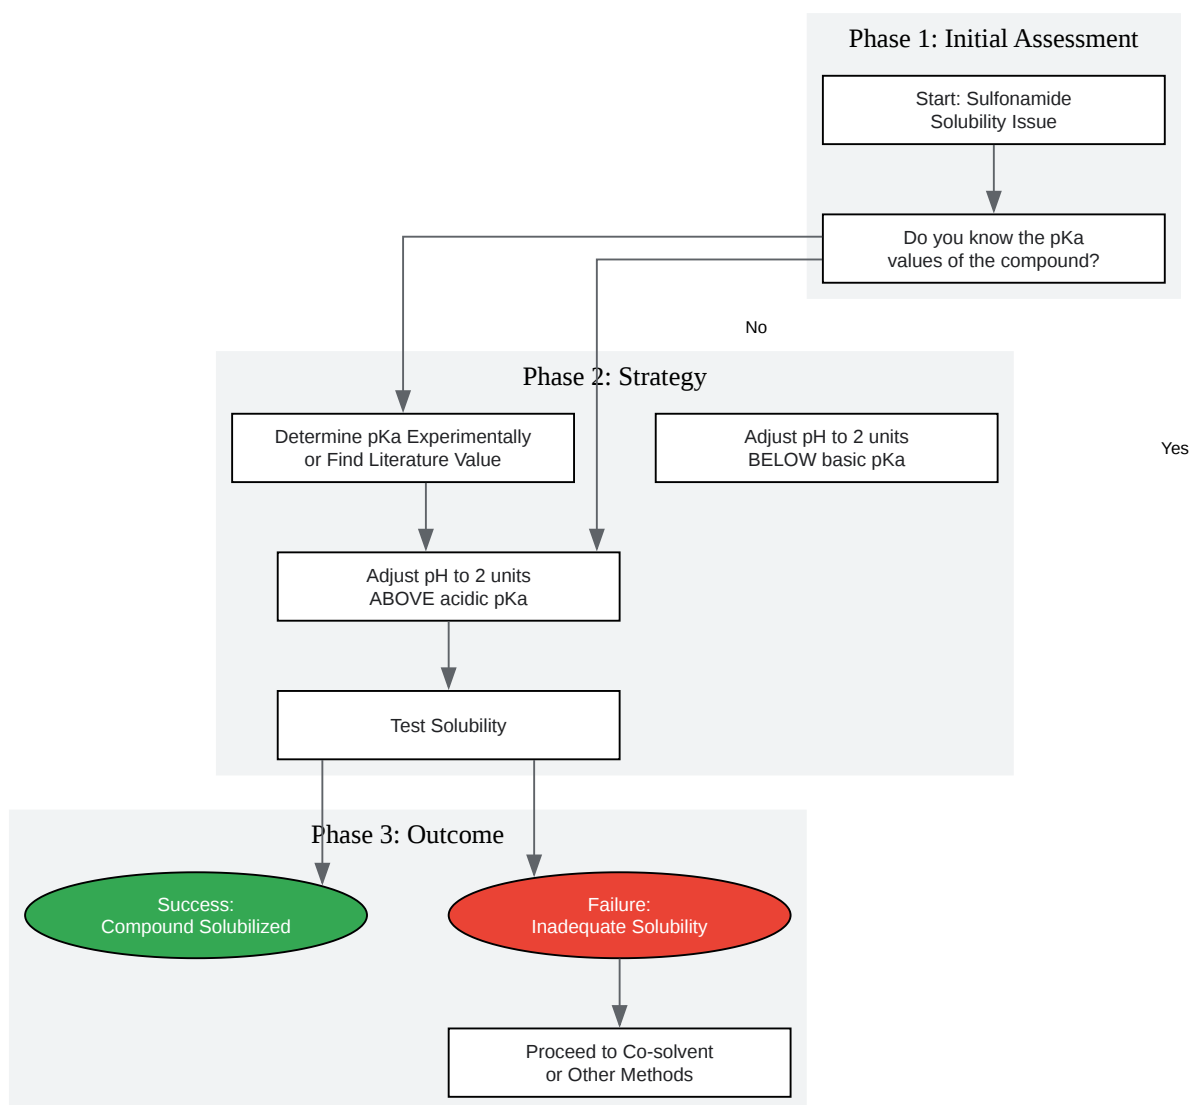 Phase 1: Initial Assessment
Start: Sulfonamide
Solubility Issue
Do you know the pKa
values of the compound?
No
Yes
Phase 2: Strategy
Determine pKa Experimentally
or Find Literature Value
Adjust pH to 2 units
BELOW basic pKa
Adjust pH to 2 units
ABOVE acidic pKa
Test Solubility
Phase 3: Outcome
Success:
Compound Solubilized
Failure:
Inadequate Solubility
Proceed to Co-solvent
or Other Methods